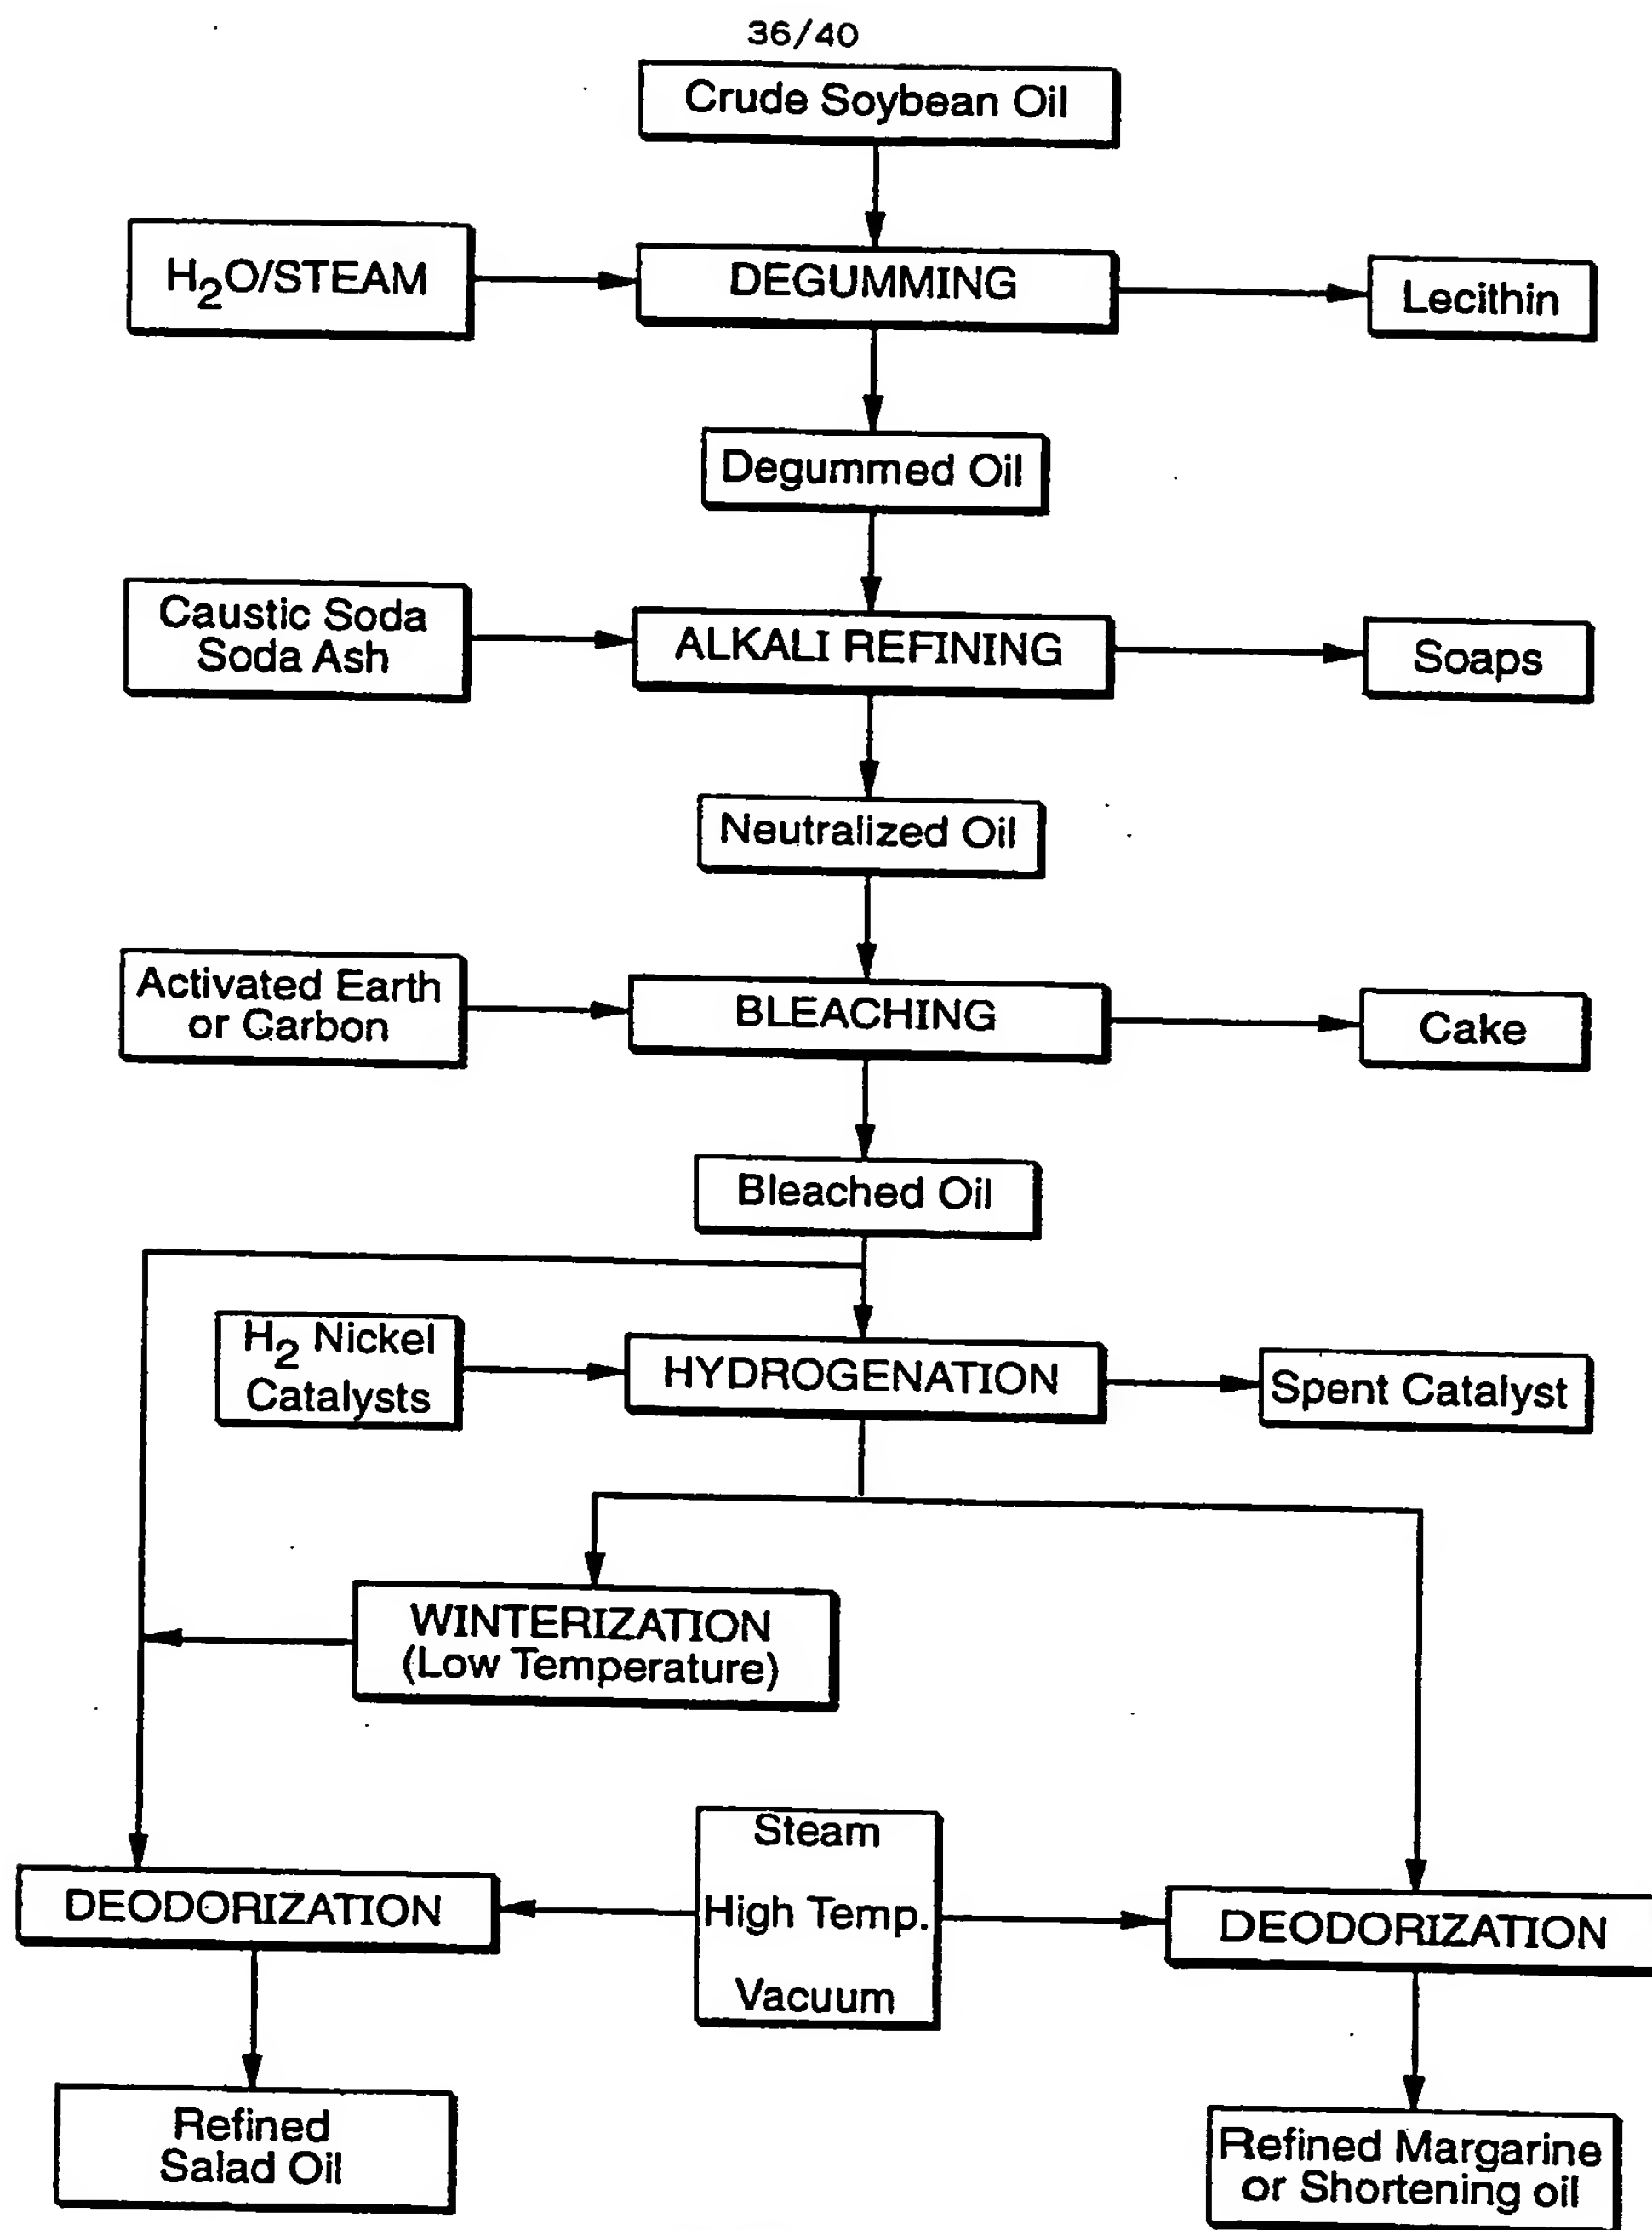 36/40
Crude Soybean Oil
H2O/STEAM
DEGUMMING
Lecithin
Degummed Oil
Caustic Soda
Soda Ash
ALKALI REFINING
Soaps
Neutralized Oil
Activated Earth
or Carbon
BLEACHING
Cake
Bleached Oil
H2 Nickel
Catalysts
HYDROGENATION
Spent Catalyst
WINTERIZATION
(Low Temperature)
Steam
High Temp.
Vacuum
DEODORIZATION
DEODORIZATION
Refined
Salad Oil
Refined Margarine
or Shortening oil